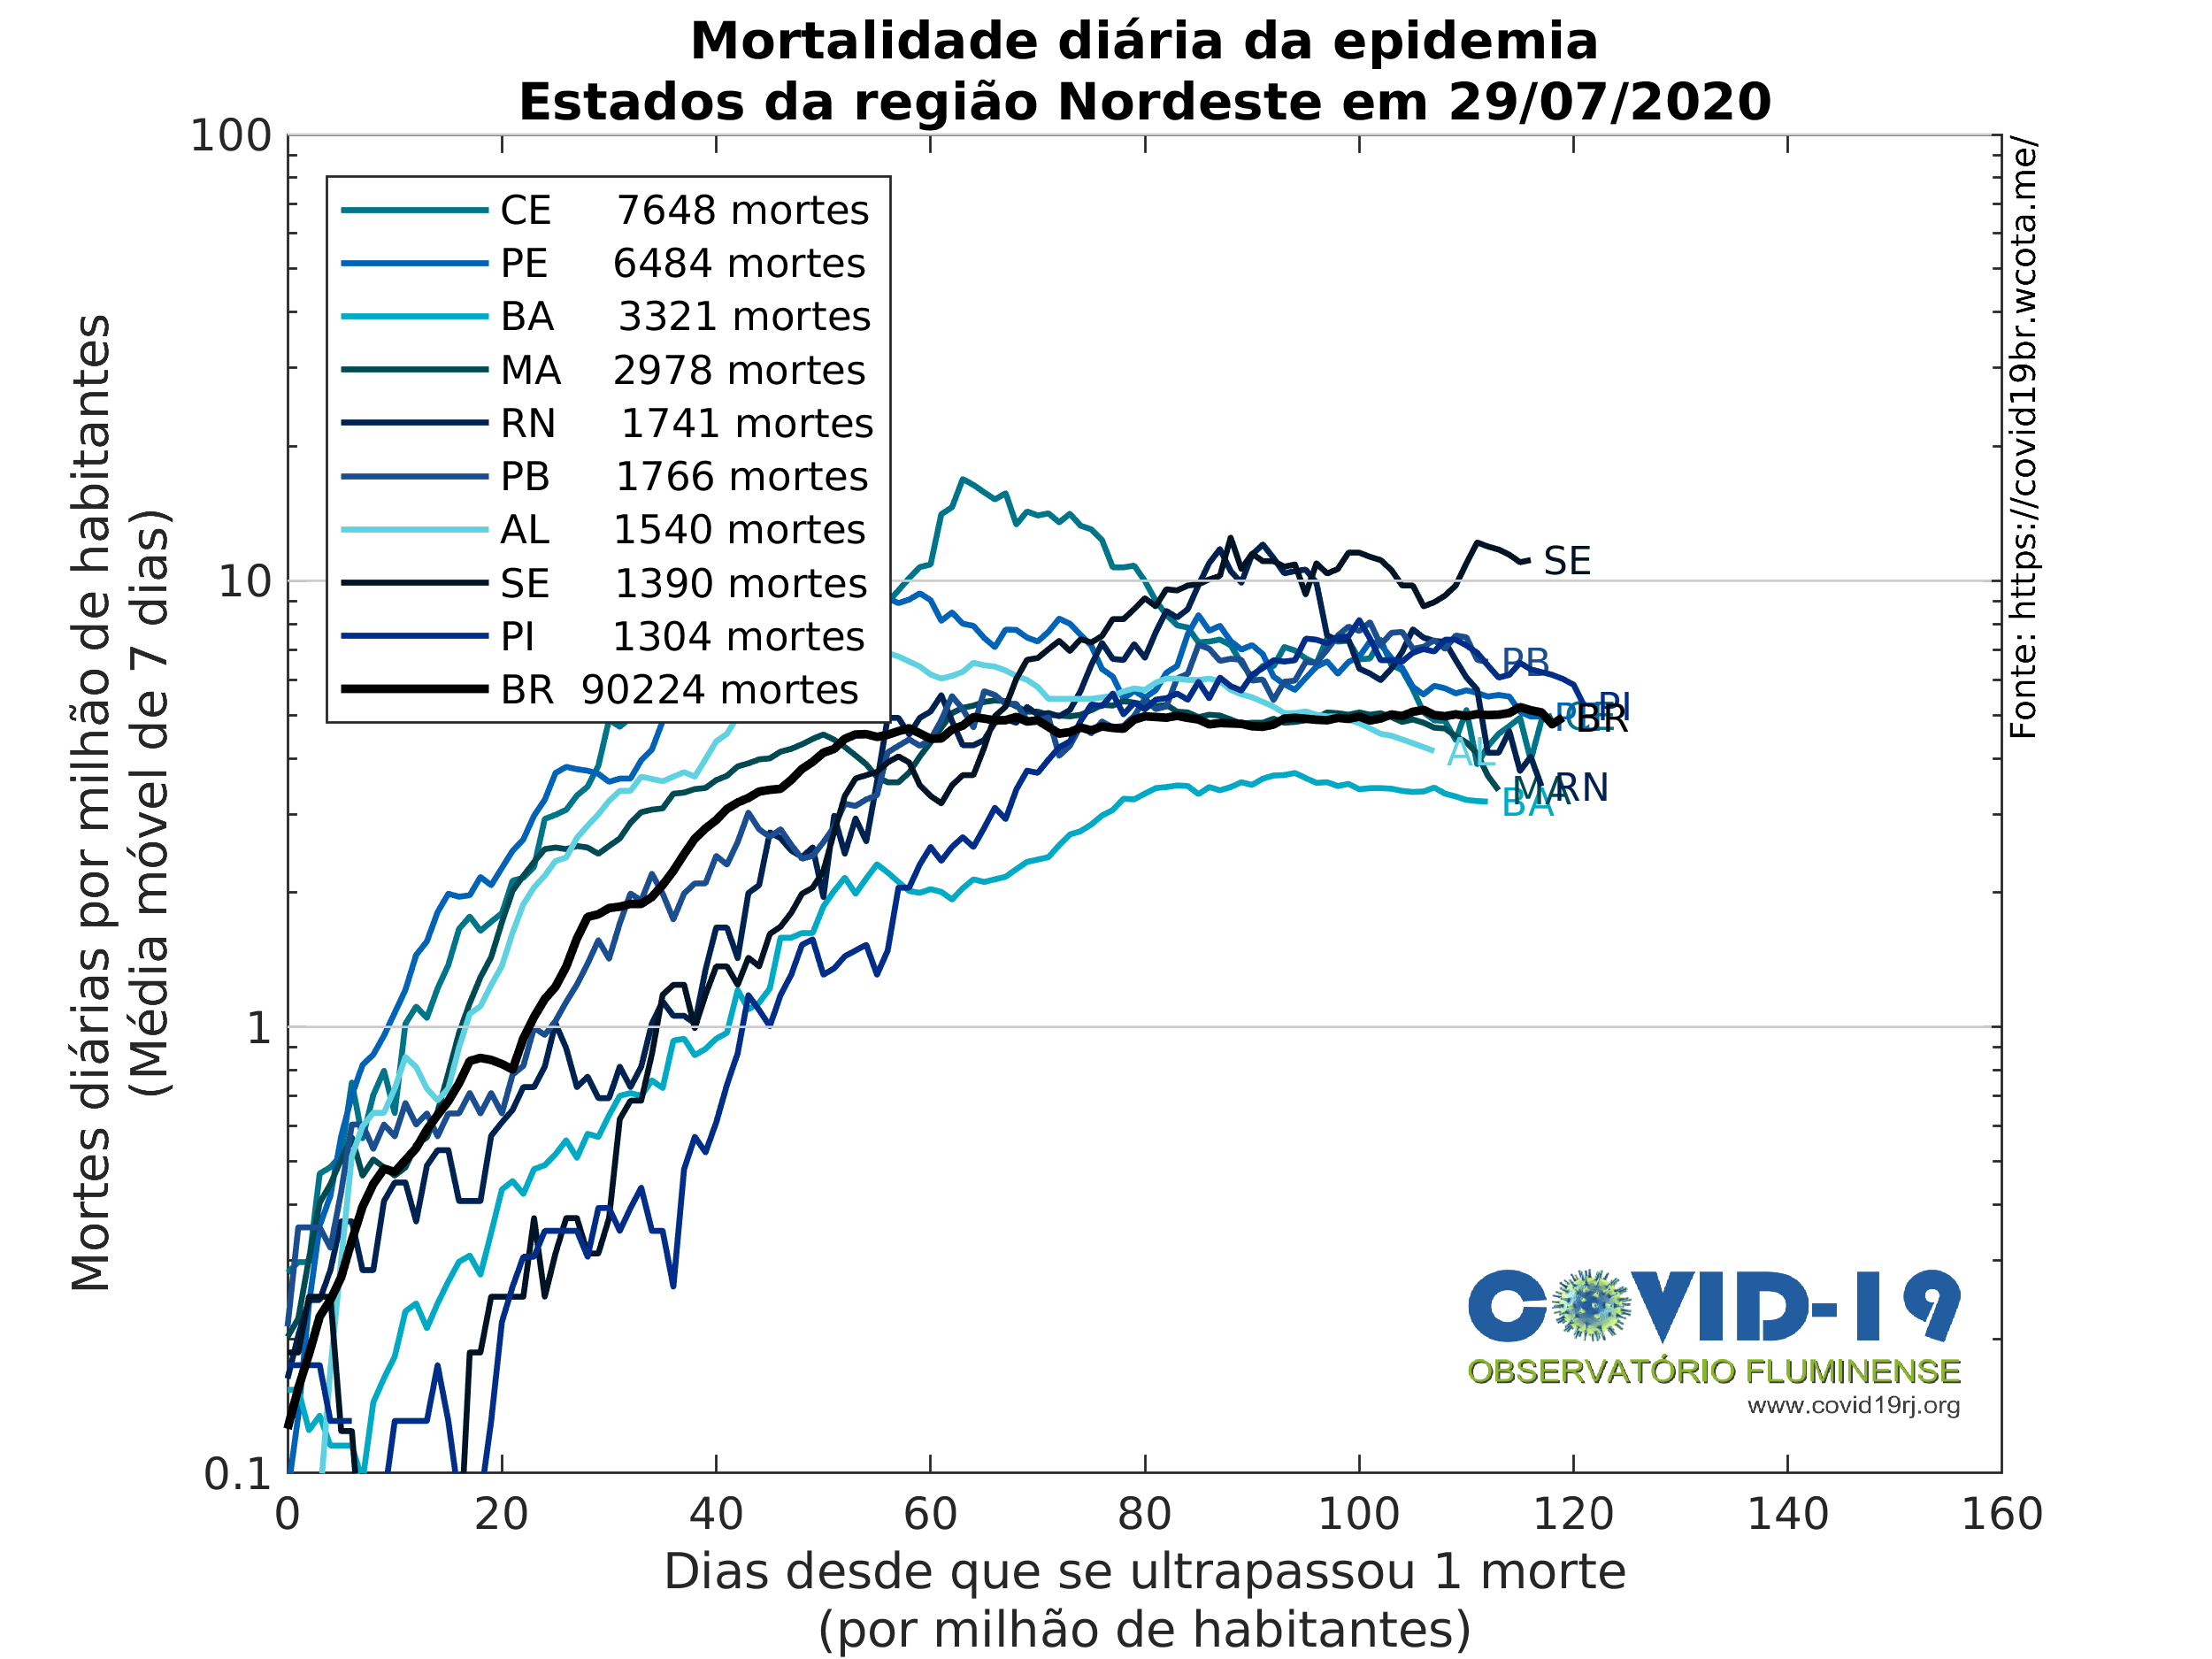 Mortalidade diária da epidemia
Estados da região Nordeste em 29/07/2020
Mortes diárias por milhão de habitantes
(Média móvel de 7 dias)
100
10
1
0.1
CE 7648 mortes
PE 6484 mortes
BA 3321 mortes
MA 2978 mortes
RN 1741 mortes
PB 1766 mortes
AL 1540 mortes
SE 1390 mortes
PI 1304 mortes
BR 90224 mortes
SE
PB
PI
PE
CE
BR
AL
RN
MA
BA
Fonte: https://covid19br.wcota.me/
COVID-19
OBSERVATÓRIO FLUMINENSE
www.covid19rj.org
0 20 40 60 80 100 120 140 160
Dias desde que se ultrapassou 1 morte
(por milhão de habitantes)